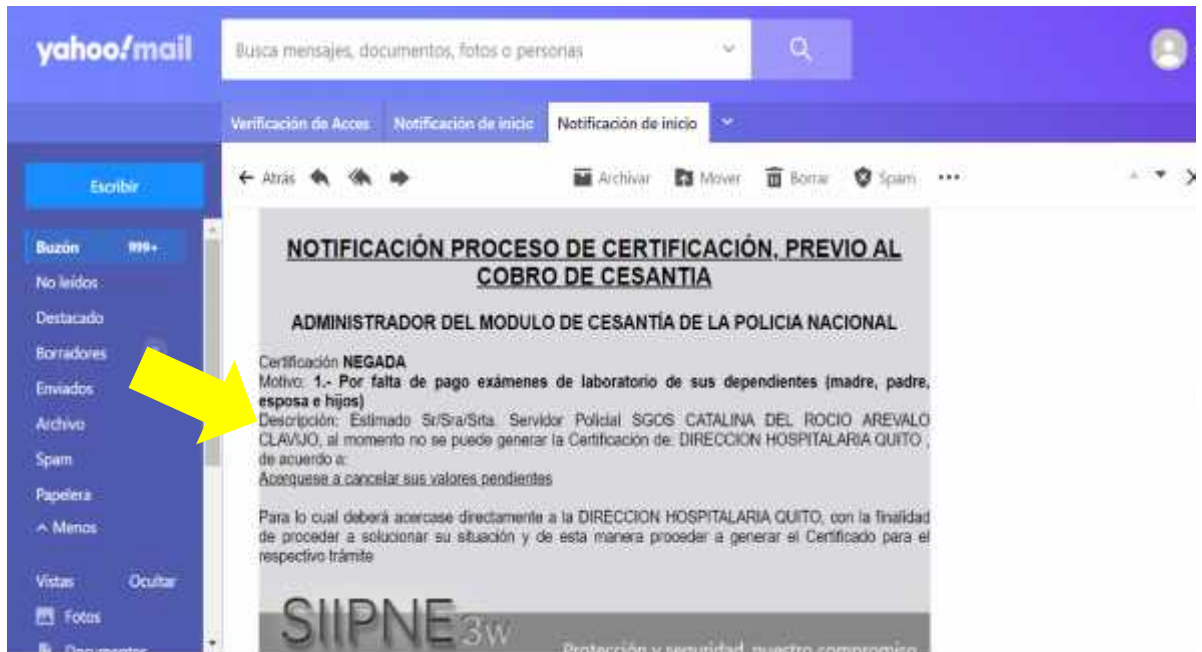 yahoo!mail
Busca mensajes, documentos, fotos o personas
Verificación de Acces
Notificación de inicio
Notificación de inicio
Escribir
← Atrás
Archivar
Mover
Borrar
Spam
Buzón 999+
No leídos
Destacado
Borradores
Enviados
Archivo
Spam
Papelera
Menos
Vistas Ocultar
Fotos
Documentos
NOTIFICACIÓN PROCESO DE CERTIFICACIÓN, PREVIO AL
COBRO DE CESANTIA
ADMINISTRADOR DEL MODULO DE CESANTÍA DE LA POLICIA NACIONAL
Certificación NEGADA
Motivo: 1.- Por falta de pago exámenes de laboratorio de sus dependientes (madre, padre,
esposa e hijos)
Descripción: Estimado Sr/Sra/Srta. Servidor Policial SGOS CATALINA DEL ROCIO AREVALO
CLAVIJO, al momento no se puede generar la Certificación de: DIRECCION HOSPITALARIA QUITO ,
de acuerdo a:
Acerquese a cancelar sus valores pendientes
Para lo cual deberá acercase directamente a la DIRECCION HOSPITALARIA QUITO, con la finalidad
de proceder a solucionar su situación y de esta manera proceder a generar el Certificado para el
respectivo trámite
SIIPNE 3w
Protección y seguridad, nuestro compromiso